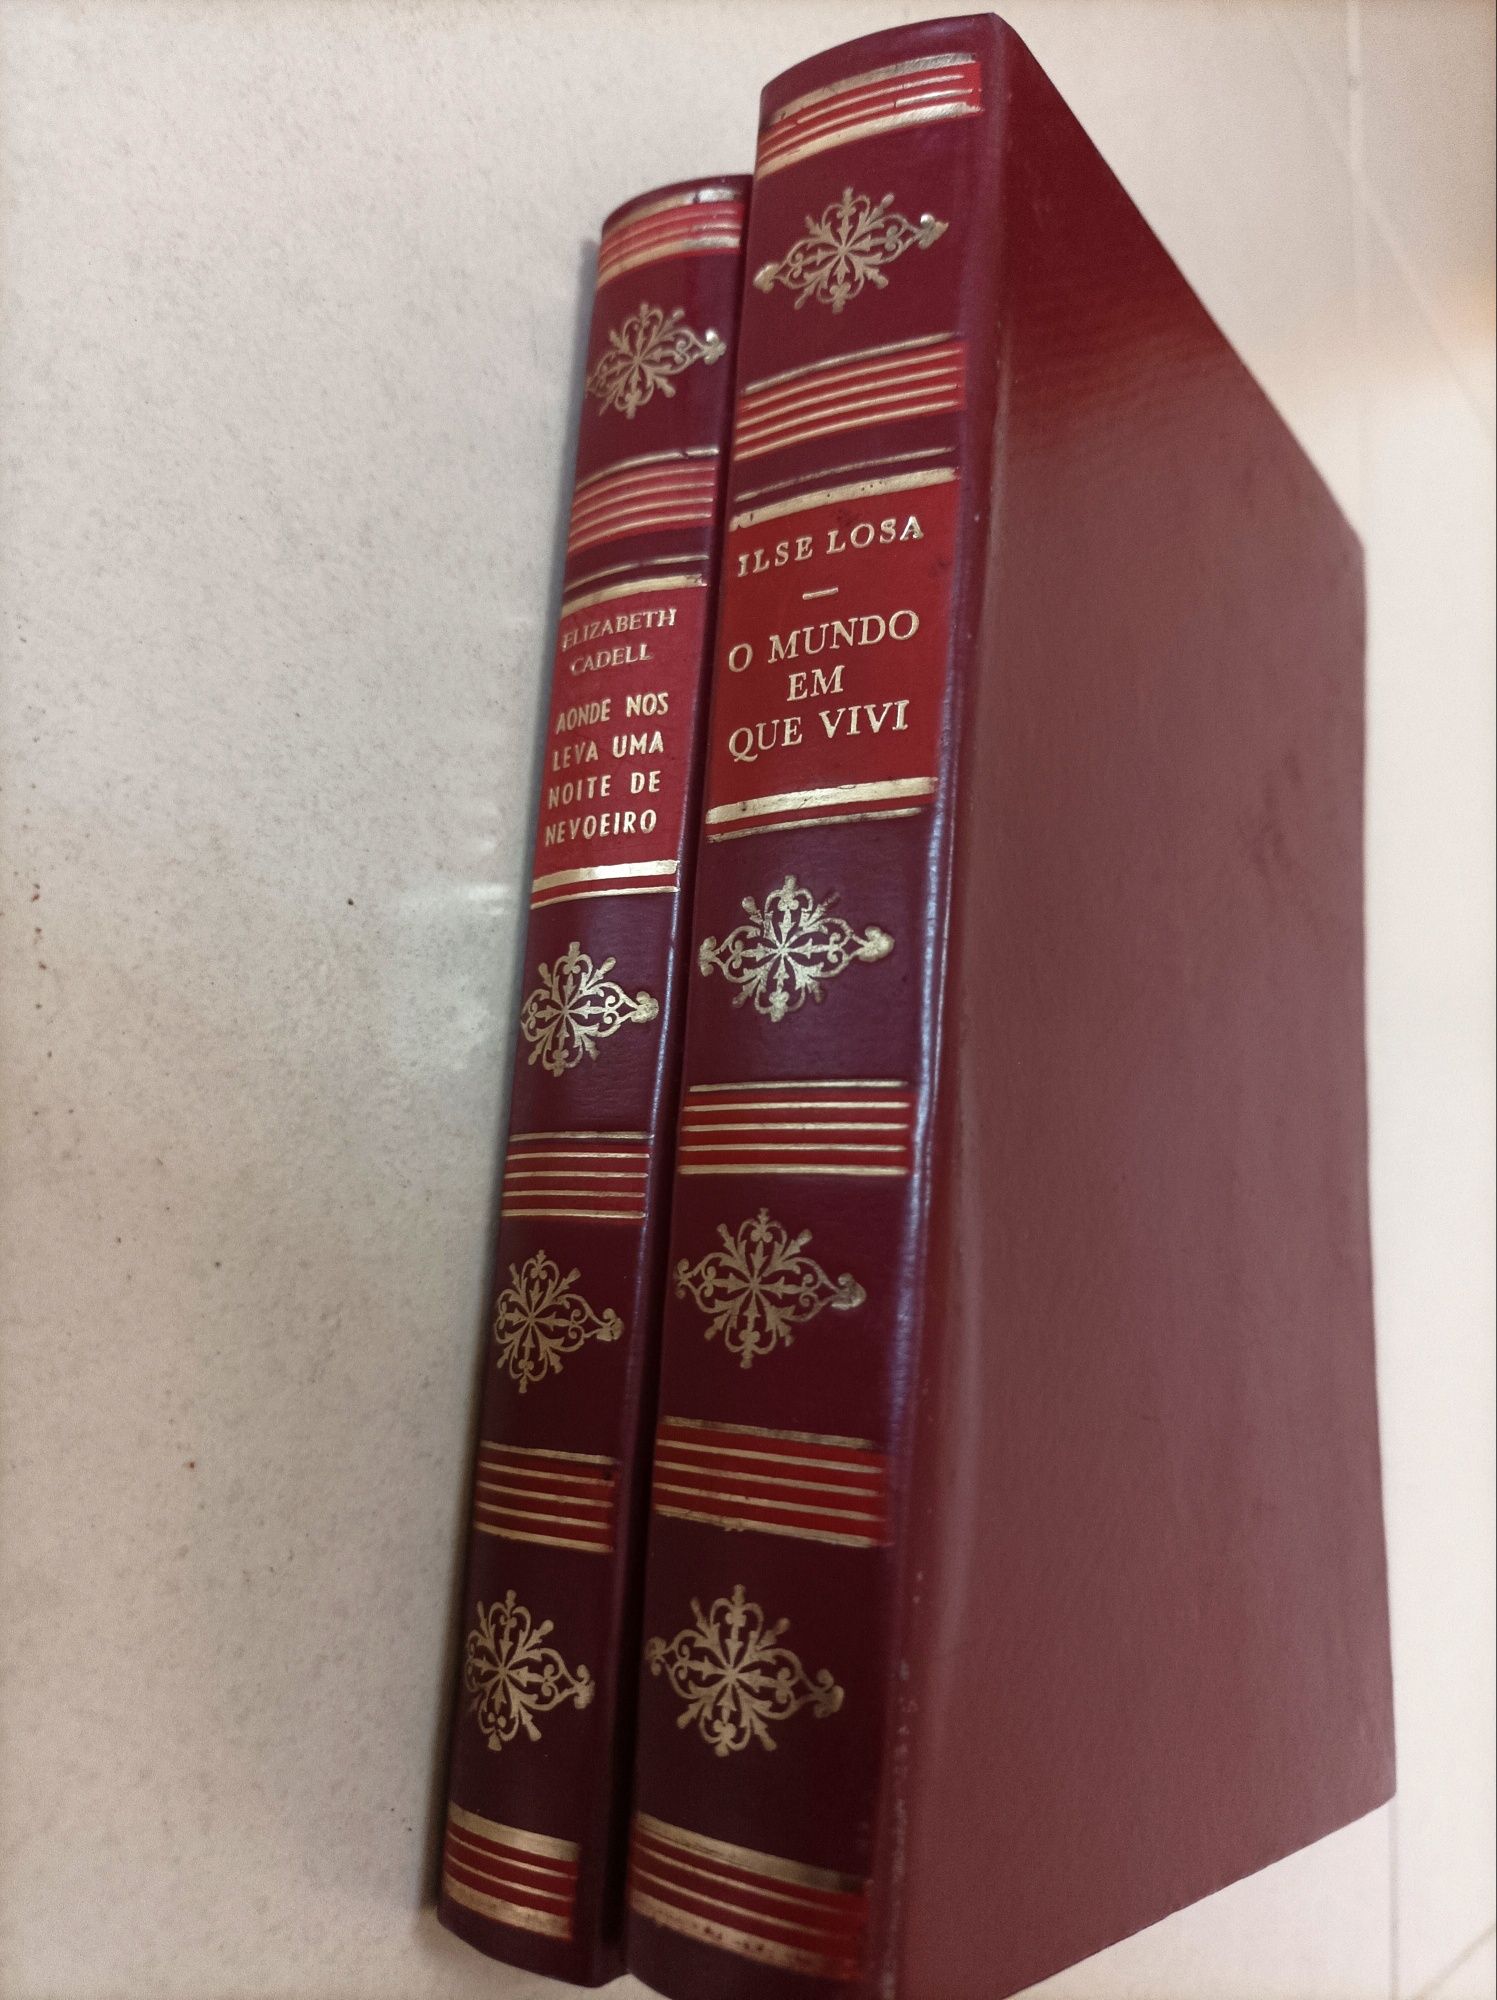 ELIZABETH
CADELL
AONDE NOS
LEVA UMA
NOITE DE
NEVOEIRO
ILSE LOSA
—
O MUNDO
EM
QUE VIVI